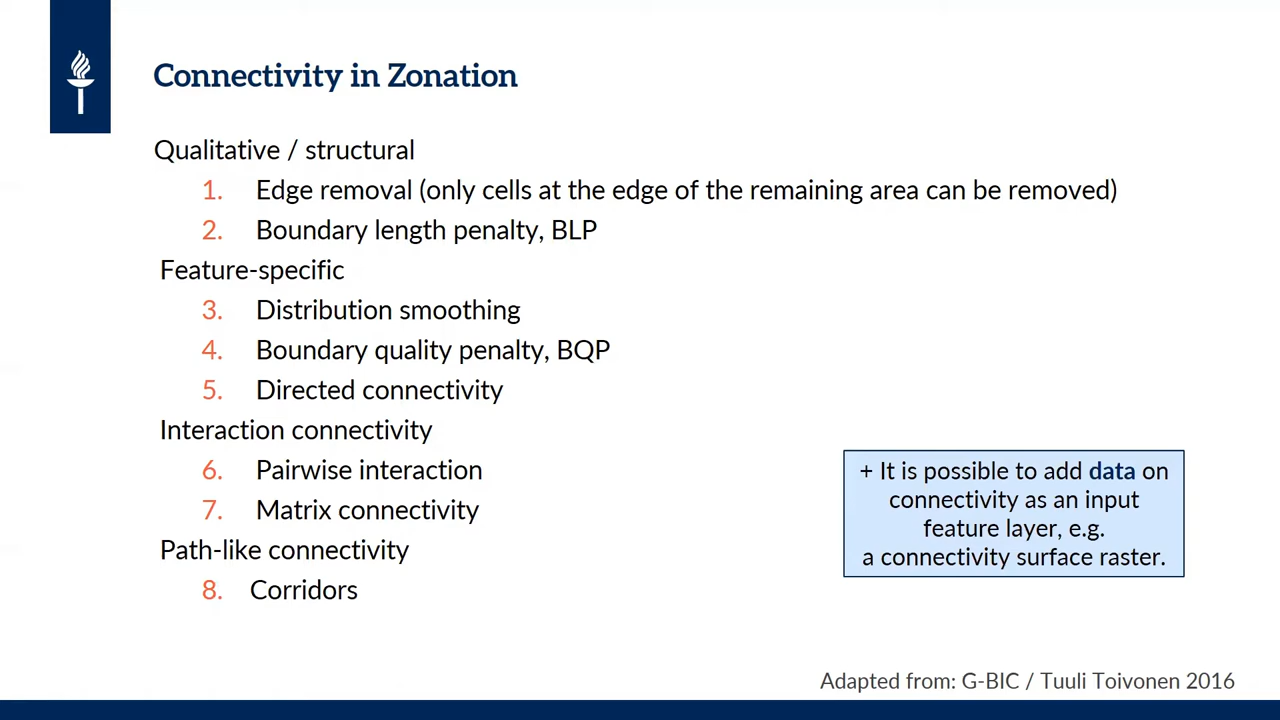 Connectivity in Zonation
Qualitative / structural
1. Edge removal (only cells at the edge of the remaining area can be removed)
2. Boundary length penalty, BLP
Feature-specific
3. Distribution smoothing
4. Boundary quality penalty, BQP
5. Directed connectivity
Interaction connectivity
6. Pairwise interaction
7. Matrix connectivity
Path-like connectivity
8. Corridors
+ It is possible to add data on
connectivity as an input
feature layer, e.g.
a connectivity surface raster.
Adapted from: G-BIC / Tuuli Toivonen 2016